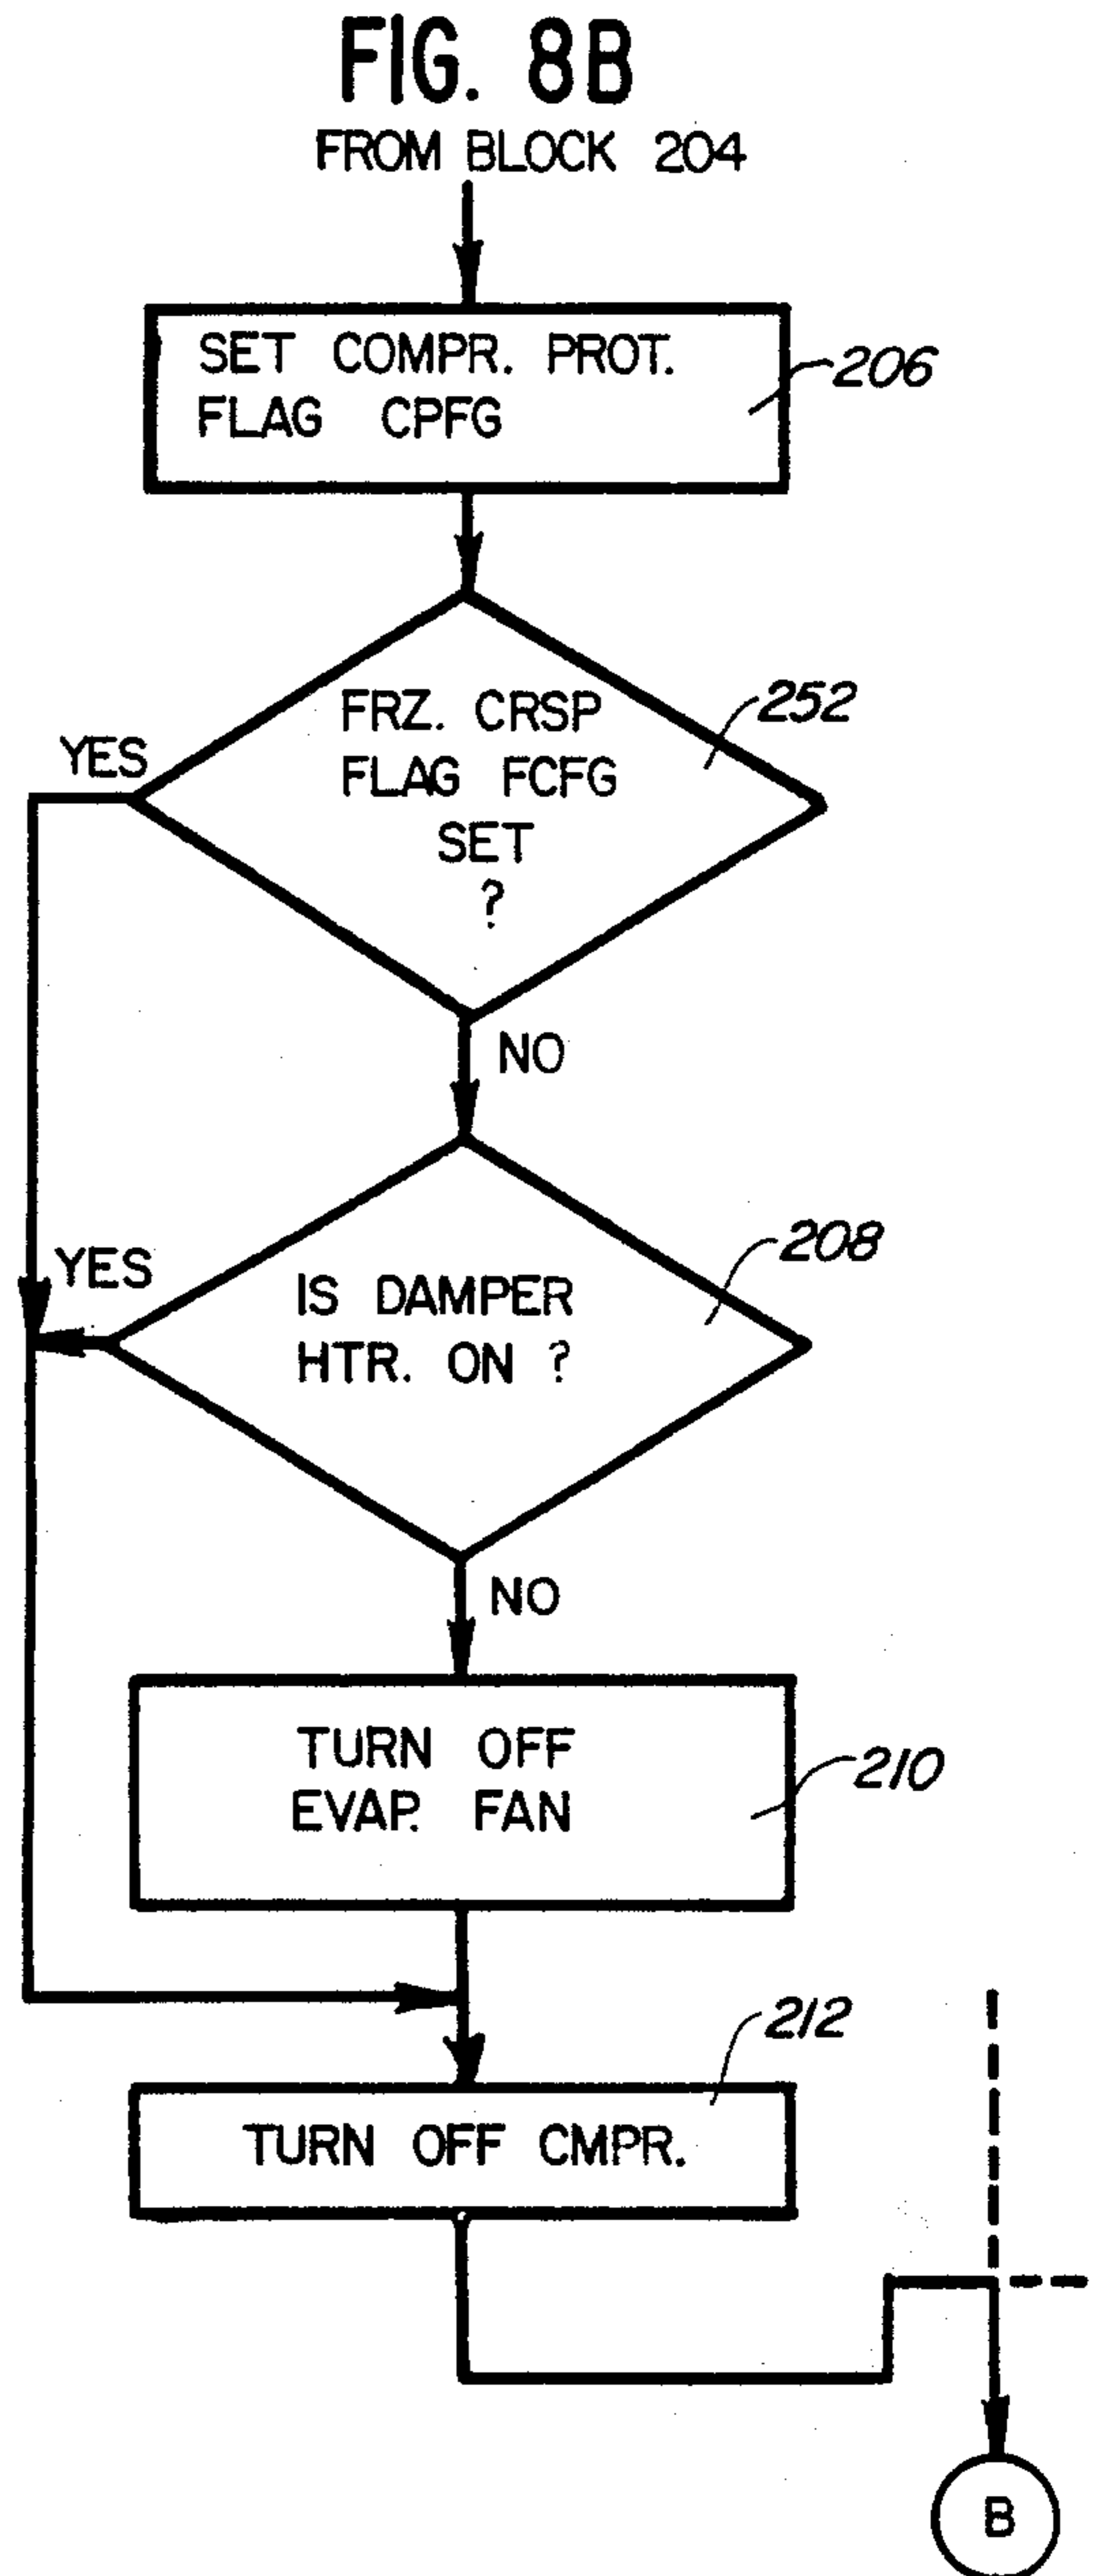 FIG. 8B
FROM BLOCK 204
SET COMPR. PROT.
FLAG CPFG
206
FRZ. CRSP
FLAG FCFG
SET
?
252
YES
NO
IS DAMPER
HTR. ON ?
208
YES
NO
TURN OFF
EVAP. FAN
210
TURN OFF CMPR.
212
B